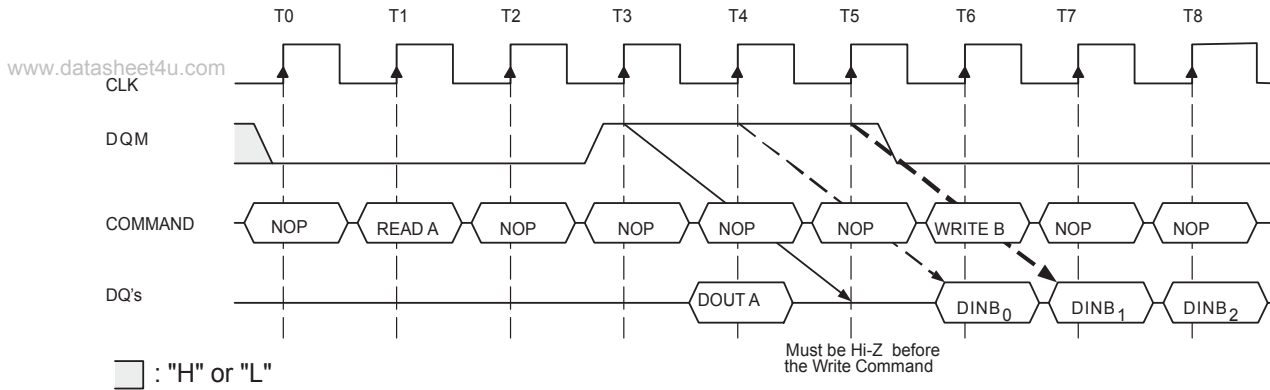 T0 T1 T2 T3 T4 T5 T6 T7 T8
www.datasheet4u.com
CLK
DQM
COMMAND NOP READ A NOP NOP NOP NOP WRITE B NOP NOP
DQ's DOUT A DINB0 DINB1 DINB2
Must be Hi-Z before
the Write Command
: "H" or "L"